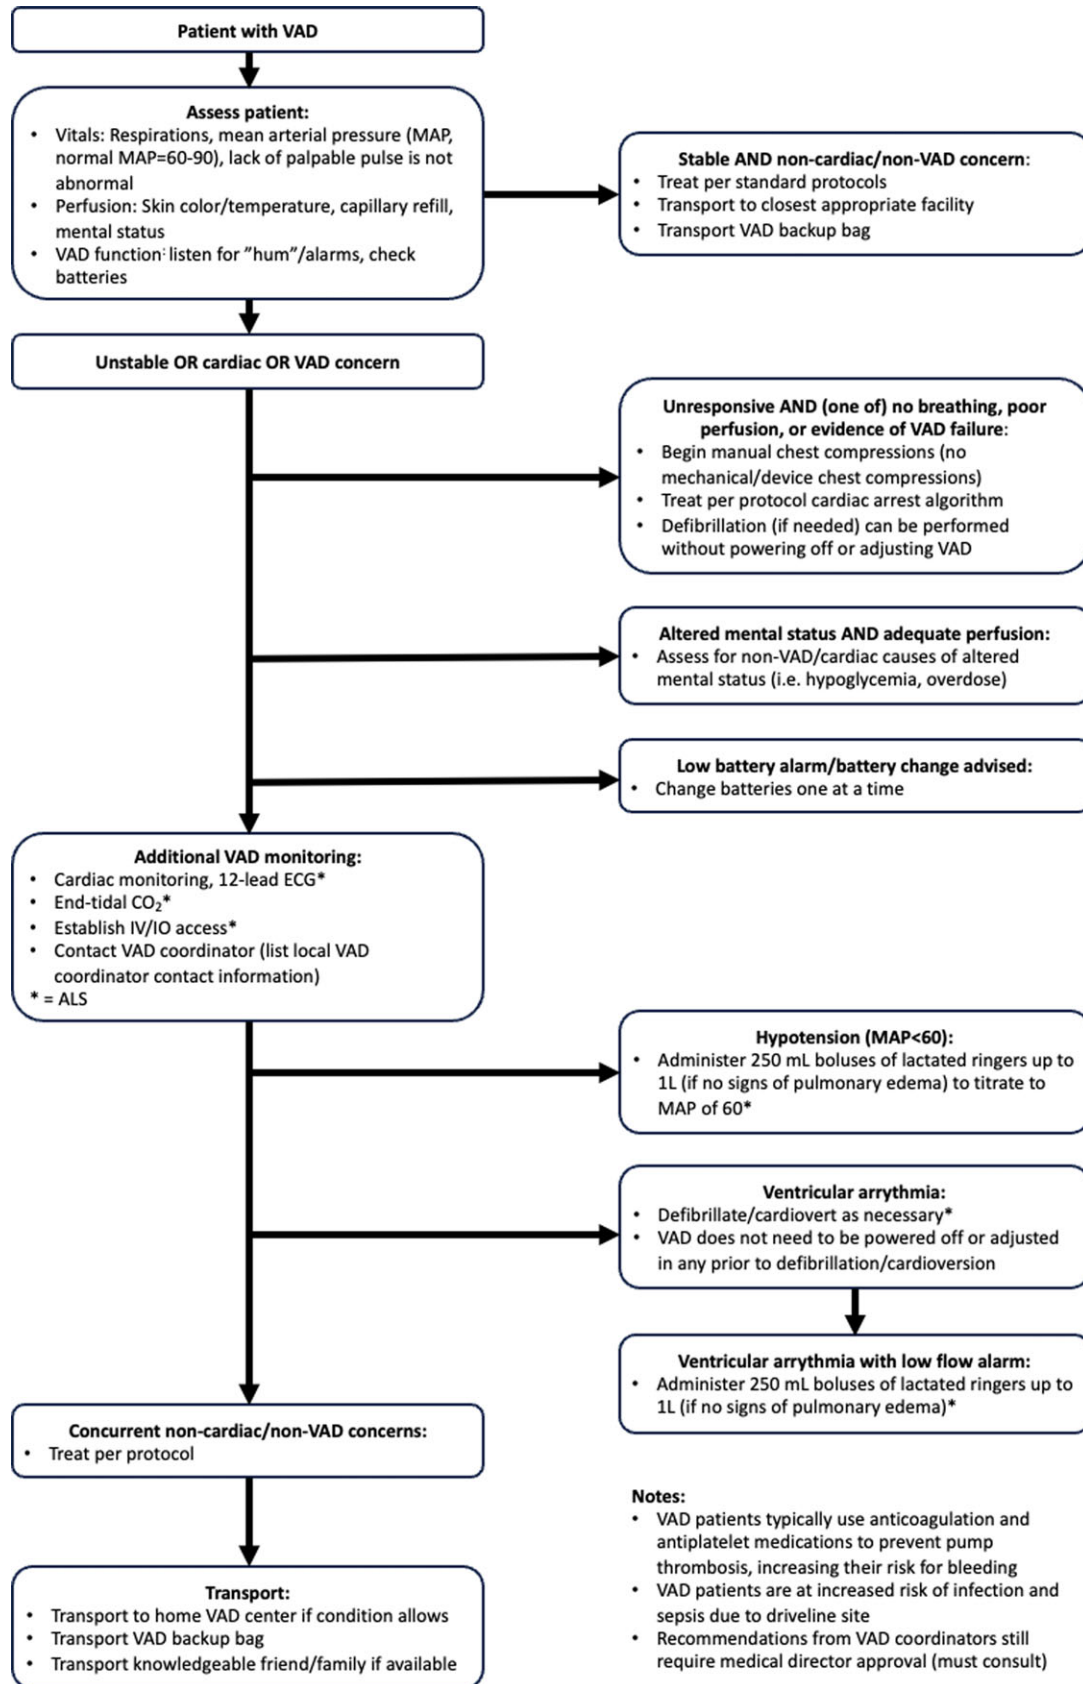 Patient with VAD
Assess patient:
• Vitals: Respirations, mean arterial pressure (MAP,
normal MAP=60-90), lack of palpable pulse is not
abnormal
• Perfusion: Skin color/temperature, capillary refill,
mental status
• VAD function: listen for ”hum”/alarms, check
batteries
Stable AND non-cardiac/non-VAD concern:
• Treat per standard protocols
• Transport to closest appropriate facility
• Transport VAD backup bag
Unstable OR cardiac OR VAD concern
Unresponsive AND (one of) no breathing, poor
perfusion, or evidence of VAD failure:
• Begin manual chest compressions (no
mechanical/device chest compressions)
• Treat per protocol cardiac arrest algorithm
• Defibrillation (if needed) can be performed
without powering off or adjusting VAD
Altered mental status AND adequate perfusion:
• Assess for non-VAD/cardiac causes of altered
mental status (i.e. hypoglycemia, overdose)
Low battery alarm/battery change advised:
• Change batteries one at a time
Additional VAD monitoring:
• Cardiac monitoring, 12-lead ECG*
• End-tidal CO₂*
• Establish IV/IO access*
• Contact VAD coordinator (list local VAD
coordinator contact information)
* = ALS
Hypotension (MAP<60):
• Administer 250 mL boluses of lactated ringers up to
1L (if no signs of pulmonary edema) to titrate to
MAP of 60*
Ventricular arrythmia:
• Defibrillate/cardiovert as necessary*
• VAD does not need to be powered off or adjusted
in any prior to defibrillation/cardioversion
Ventricular arrythmia with low flow alarm:
• Administer 250 mL boluses of lactated ringers up to
1L (if no signs of pulmonary edema)*
Concurrent non-cardiac/non-VAD concerns:
• Treat per protocol
Transport:
• Transport to home VAD center if condition allows
• Transport VAD backup bag
• Transport knowledgeable friend/family if available
Notes:
• VAD patients typically use anticoagulation and
antiplatelet medications to prevent pump
thrombosis, increasing their risk for bleeding
• VAD patients are at increased risk of infection and
sepsis due to driveline site
• Recommendations from VAD coordinators still
require medical director approval (must consult)